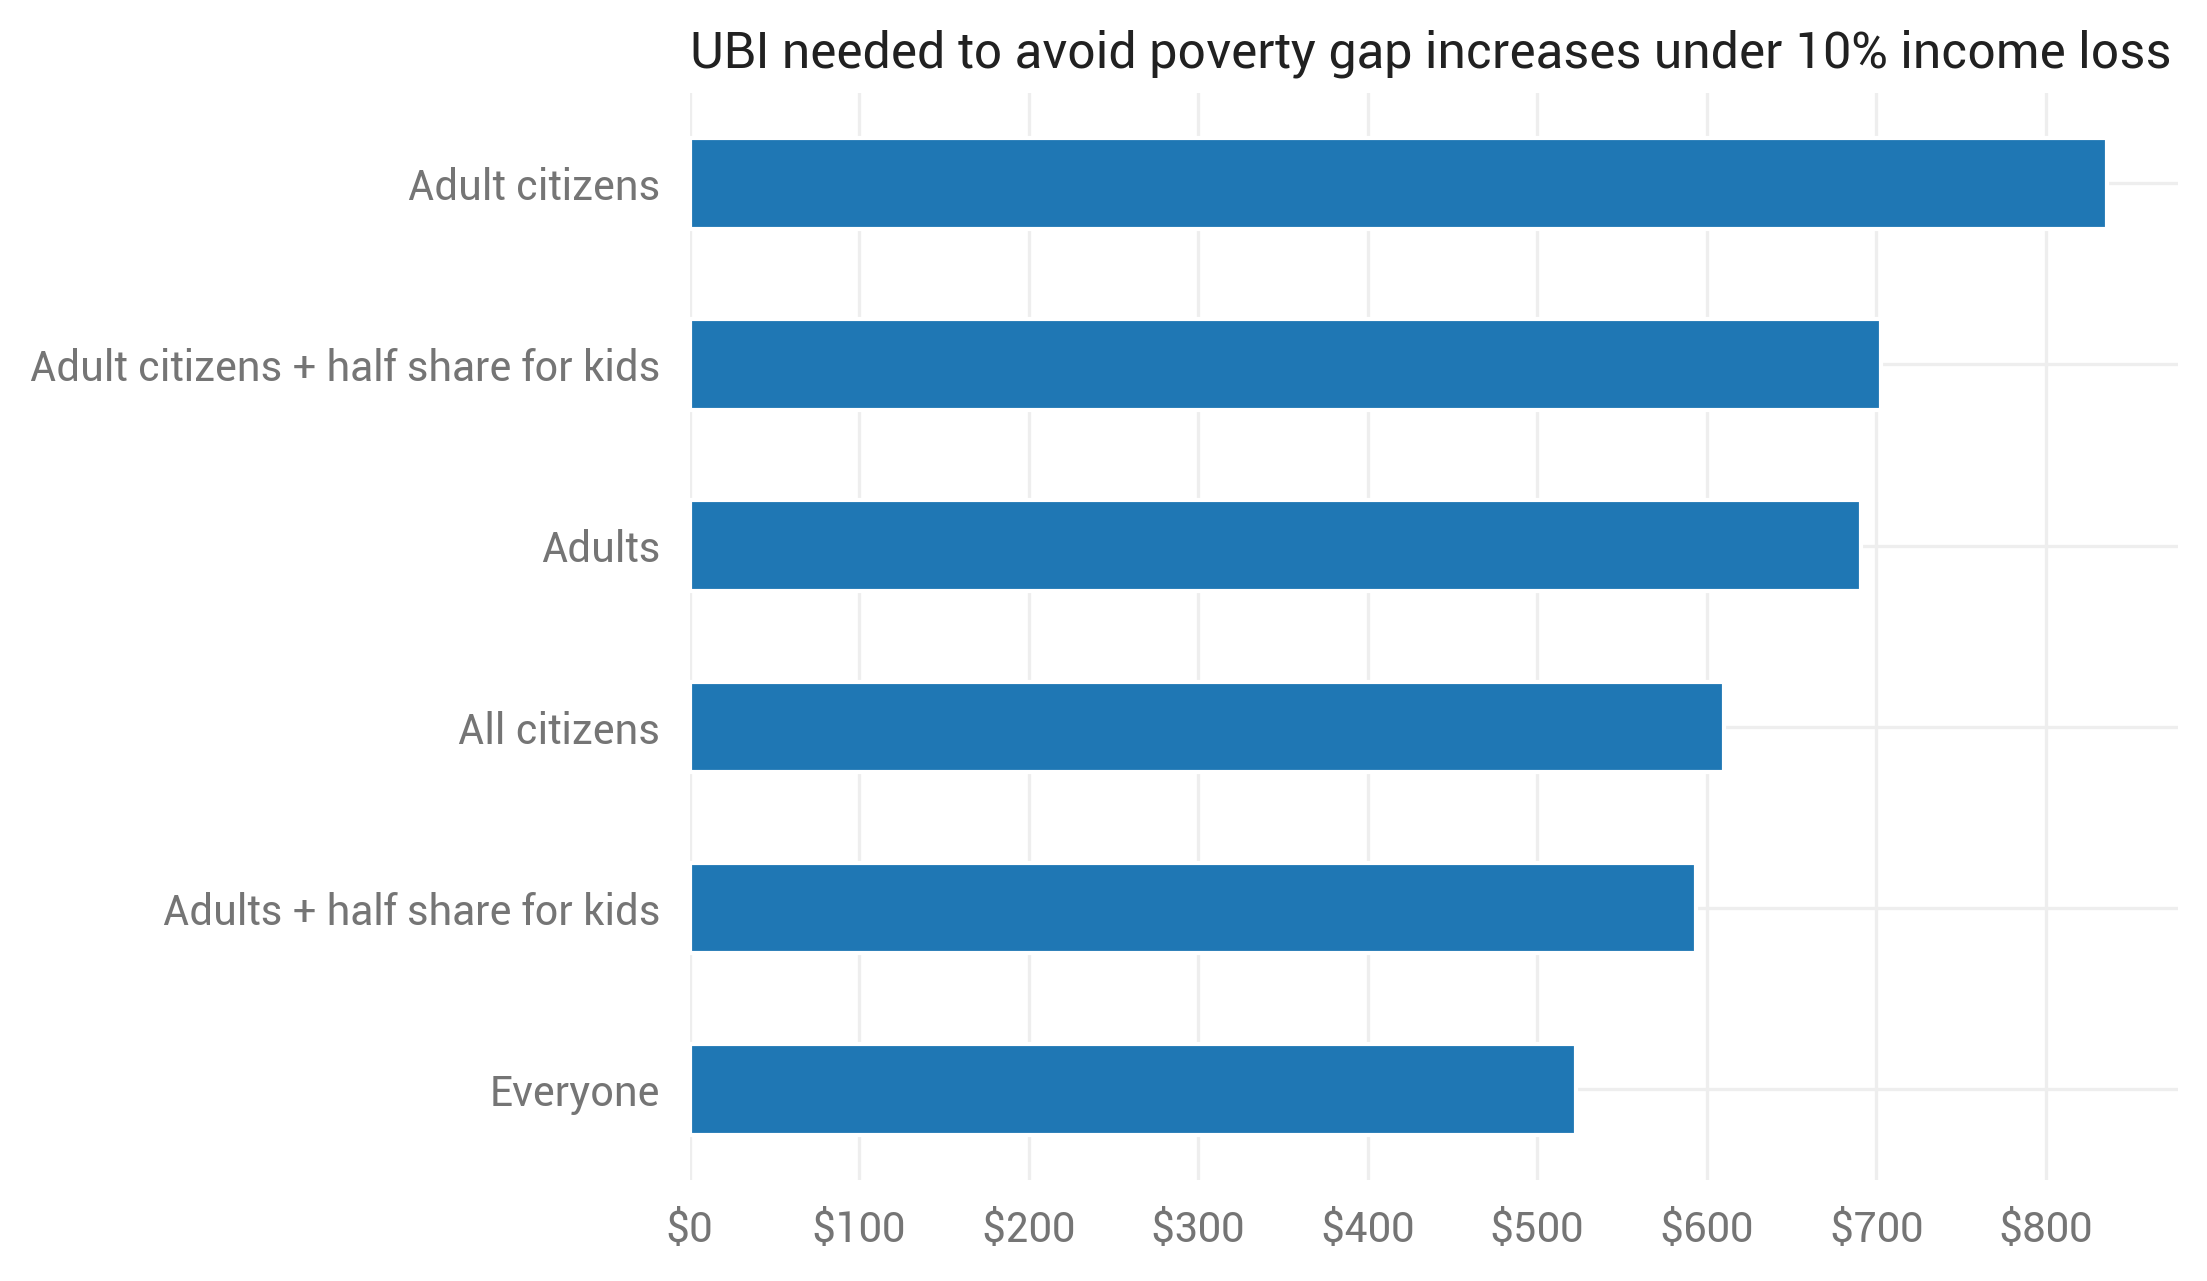 UBI needed to avoid poverty gap increases under 10% income loss
Adult citizens
Adult citizens + half share for kids
Adults
All citizens
Adults + half share for kids
Everyone
$0 $100 $200 $300 $400 $500 $600 $700 $800